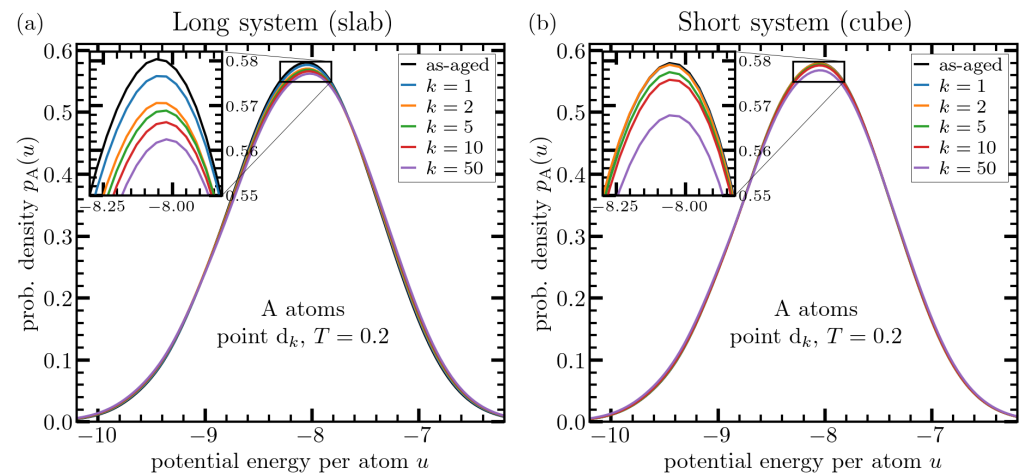 (a)
Long system (slab)
prob. density p_A(u)
0.6
0.5
0.4
0.3
0.2
0.1
0.0
0.58
0.57
0.56
0.55
−8.25
−8.00
as-aged
k = 1
k = 2
k = 5
k = 10
k = 50
A atoms
point d_k, T = 0.2
−10
−9
−8
−7
potential energy per atom u
(b)
Short system (cube)
prob. density p_A(u)
0.6
0.5
0.4
0.3
0.2
0.1
0.0
0.58
0.57
0.56
0.55
−8.25
−8.00
as-aged
k = 1
k = 2
k = 5
k = 10
k = 50
A atoms
point d_k, T = 0.2
−10
−9
−8
−7
potential energy per atom u